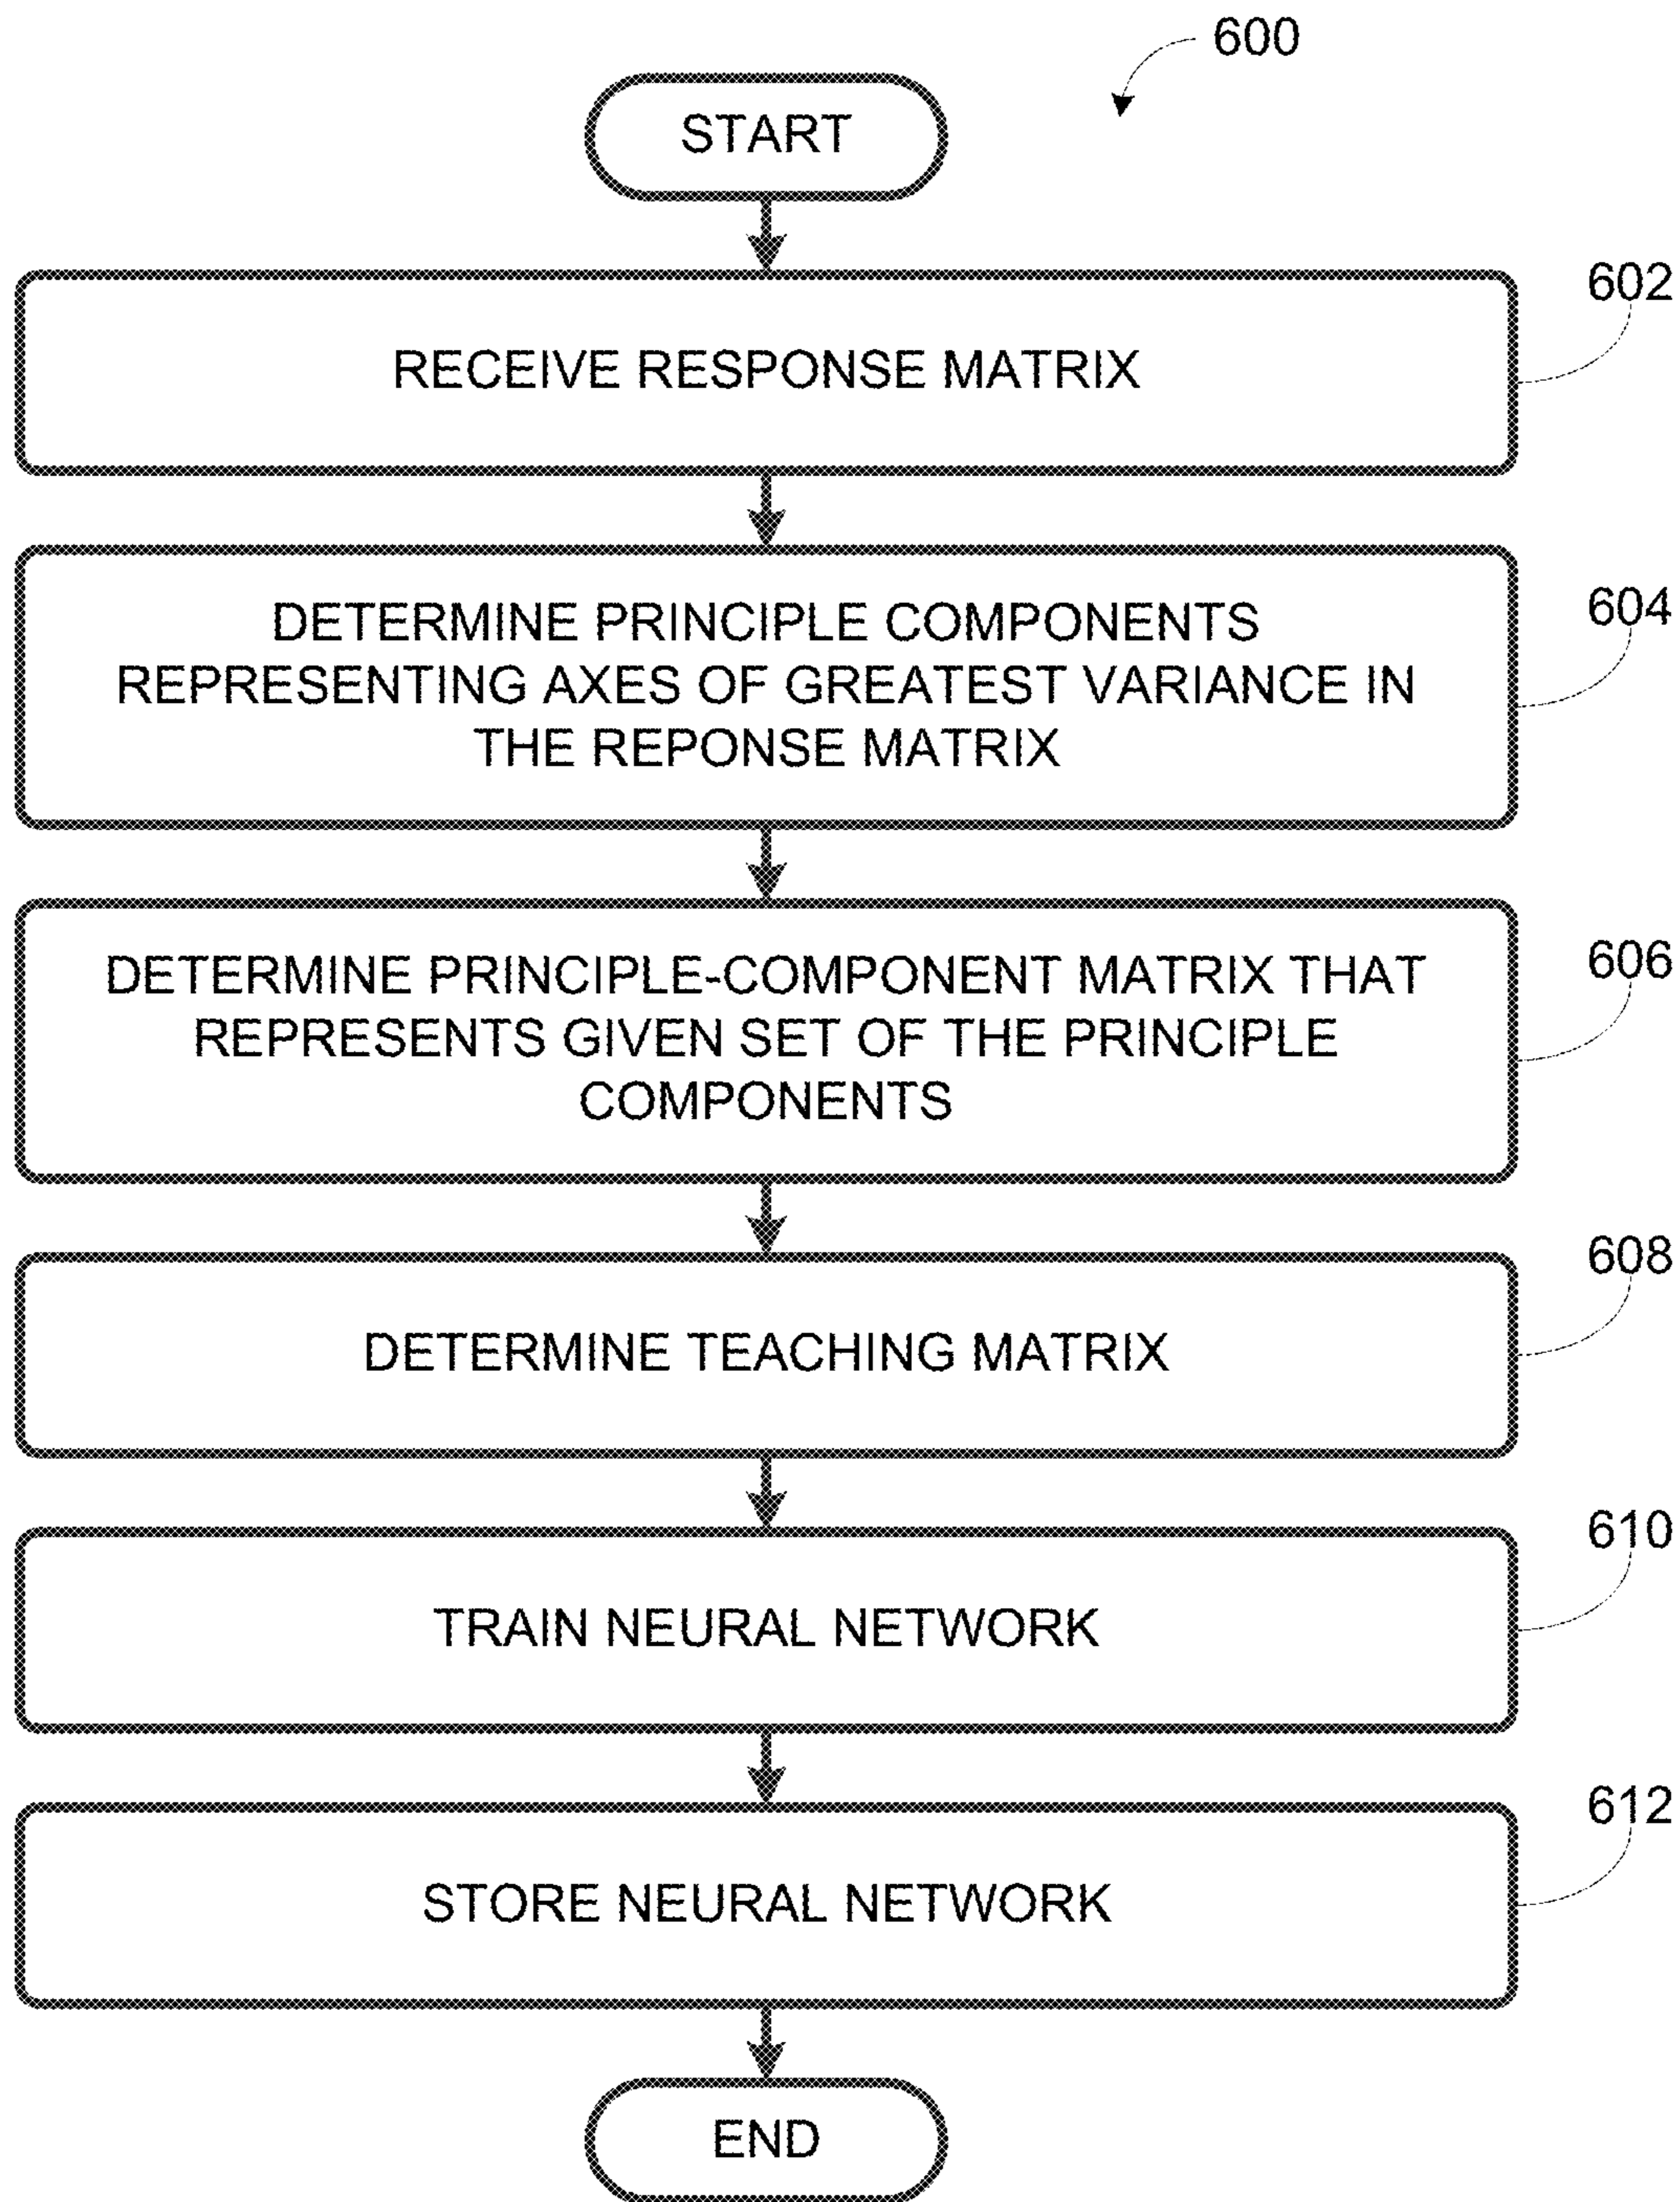 600
START
602
RECEIVE RESPONSE MATRIX
604
DETERMINE PRINCIPLE COMPONENTS
REPRESENTING AXES OF GREATEST VARIANCE IN
THE REPONSE MATRIX
606
DETERMINE PRINCIPLE-COMPONENT MATRIX THAT
REPRESENTS GIVEN SET OF THE PRINCIPLE
COMPONENTS
608
DETERMINE TEACHING MATRIX
610
TRAIN NEURAL NETWORK
612
STORE NEURAL NETWORK
END